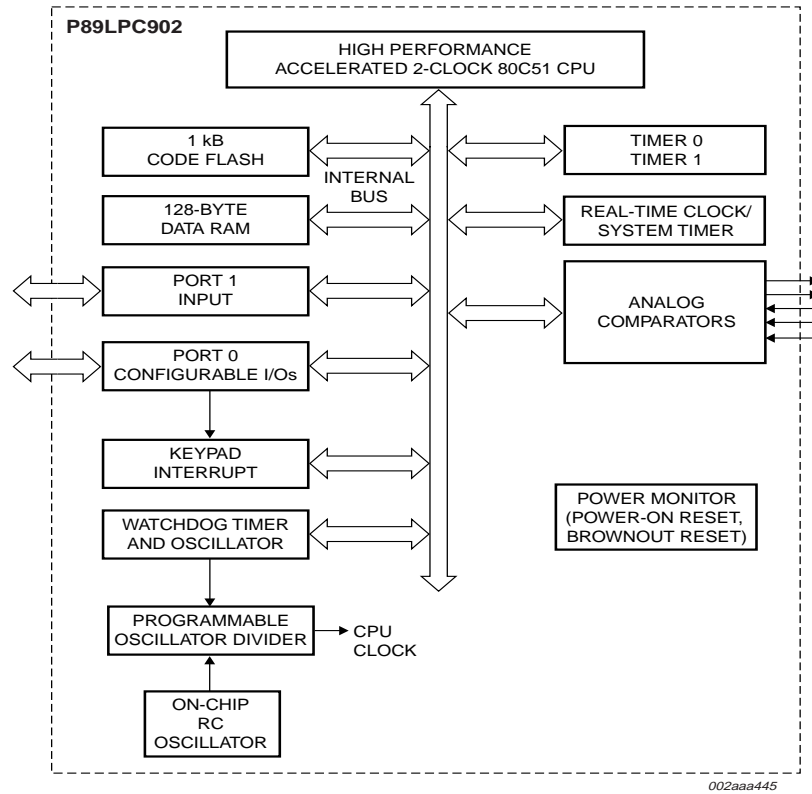 P89LPC902
HIGH PERFORMANCE
ACCELERATED 2-CLOCK 80C51 CPU
1 kB
CODE FLASH
INTERNAL
BUS
TIMER 0
TIMER 1
128-BYTE
DATA RAM
REAL-TIME CLOCK/
SYSTEM TIMER
PORT 1
INPUT
ANALOG
COMPARATORS
PORT 0
CONFIGURABLE I/Os
KEYPAD
INTERRUPT
POWER MONITOR
(POWER-ON RESET,
BROWNOUT RESET)
WATCHDOG TIMER
AND OSCILLATOR
PROGRAMMABLE
OSCILLATOR DIVIDER
CPU
CLOCK
ON-CHIP
RC
OSCILLATOR
002aaa445